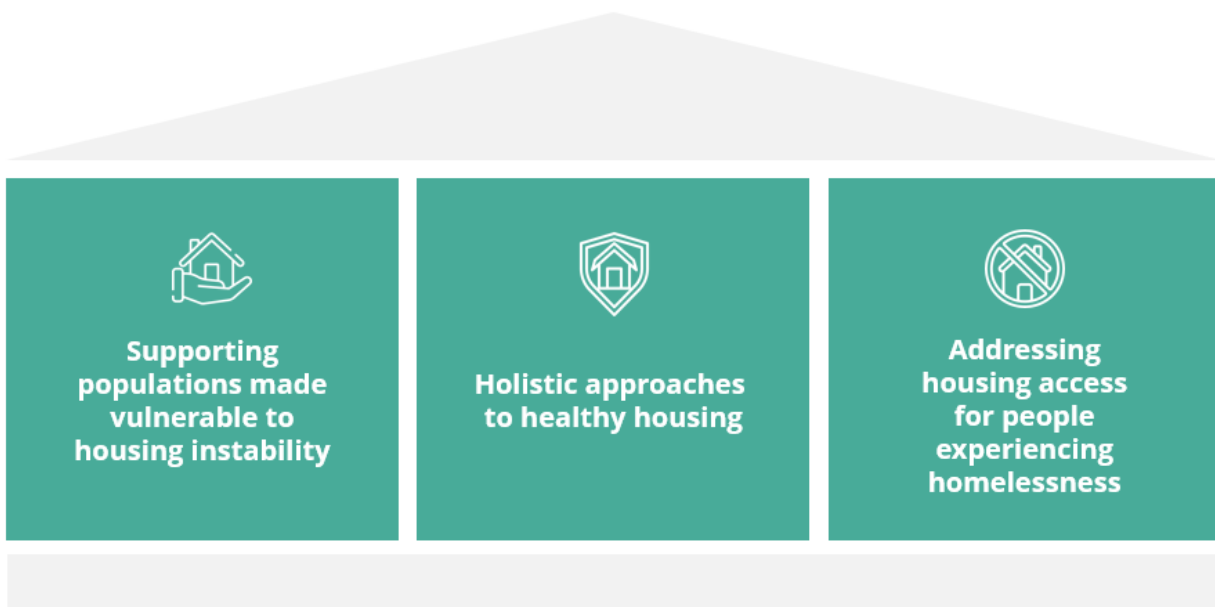 Supporting
populations made
vulnerable to
housing instability
Holistic approaches
to healthy housing
Addressing
housing access
for people
experiencing
homelessness